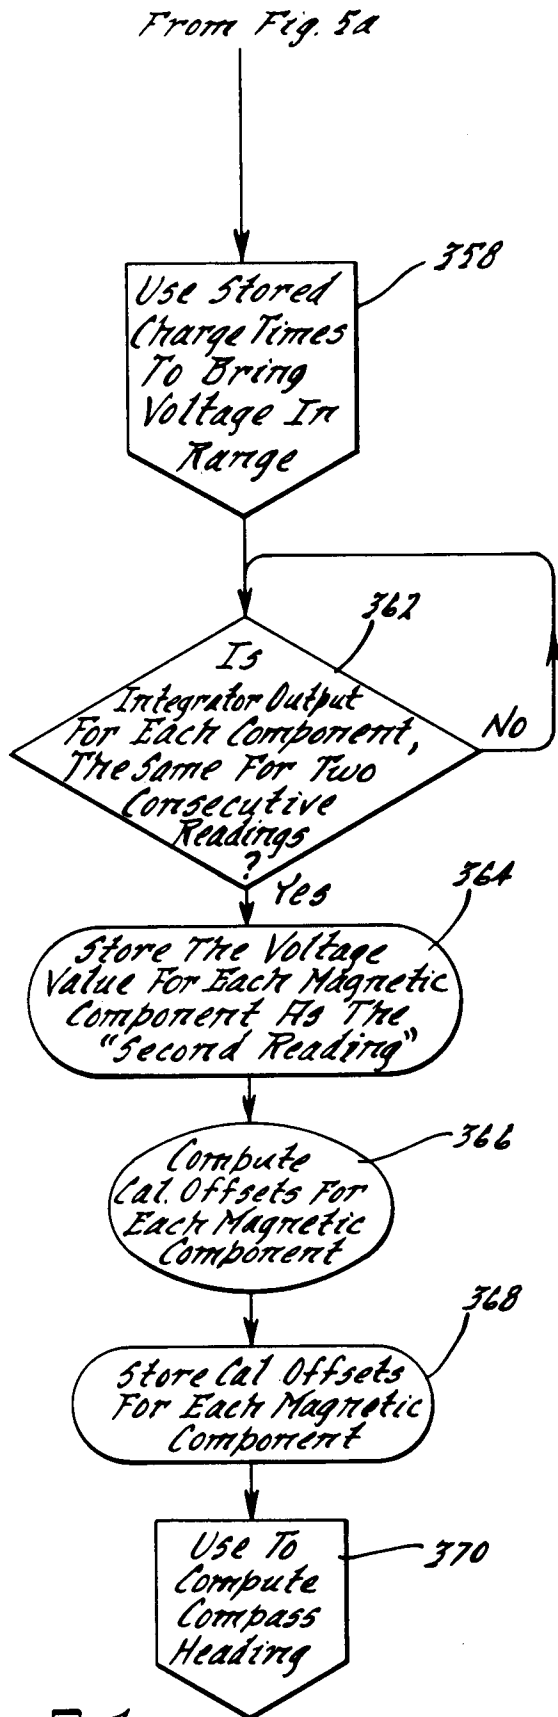 From Fig. 5a
358
Use Stored
Charge Times
To Bring
Voltage In
Range
362
Is
Integrator Output
For Each Component,
The Same For Two
Consecutive
Readings
?
No
Yes
364
Store The Voltage
Value For Each Magnetic
Component As The
"Second Reading"
366
Compute
Cal. Offsets For
Each Magnetic
Component
368
Store Cal Offsets
For Each Magnetic
Component
370
Use To
Compute
Compass
Heading